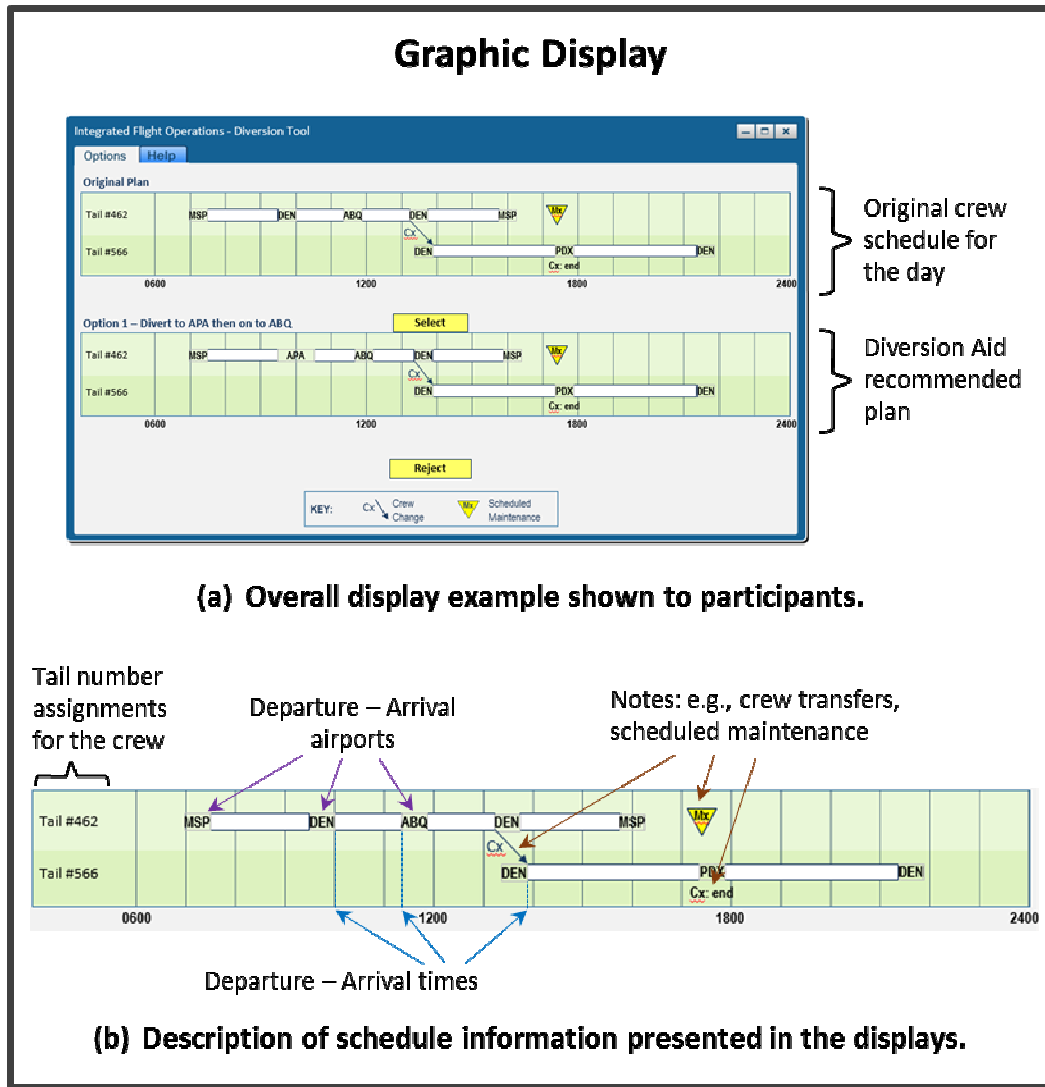 Graphic Display
Integrated Flight Operations - Diversion Tool
Options Help
Original Plan
Tail #462 MSP DEN ABQ DEN MSP Mx
Cx
Tail #566 DEN PDX DEN
Cx: end
0600 1200 1800 2400
Original crew
schedule for
the day
Option 1 – Divert to APA then on to ABQ Select
Tail #462 MSP APA ABQ DEN MSP Mx
Cx
Tail #566 DEN PDX DEN
Cx: end
0600 1200 1800 2400
Diversion Aid
recommended
plan
Reject
KEY: Cx Crew Change Mx Scheduled Maintenance
(a) Overall display example shown to participants.
Tail number
assignments
for the crew
Departure – Arrival
airports
Notes: e.g., crew transfers,
scheduled maintenance
Tail #462 MSP DEN ABQ DEN MSP Mx
Cx
Tail #566 DEN PDX DEN
Cx: end
0600 1200 1800 2400
Departure – Arrival times
(b) Description of schedule information presented in the displays.